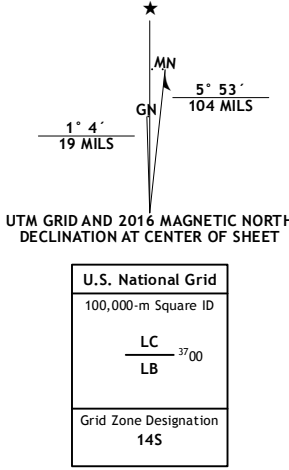 ★
MN
GN
5° 53´
104 MILS
1° 4´
19 MILS
UTM GRID AND 2016 MAGNETIC NORTH
DECLINATION AT CENTER OF SHEET
U.S. National Grid
100,000-m Square ID
LC
3700
LB
Grid Zone Designation
14S